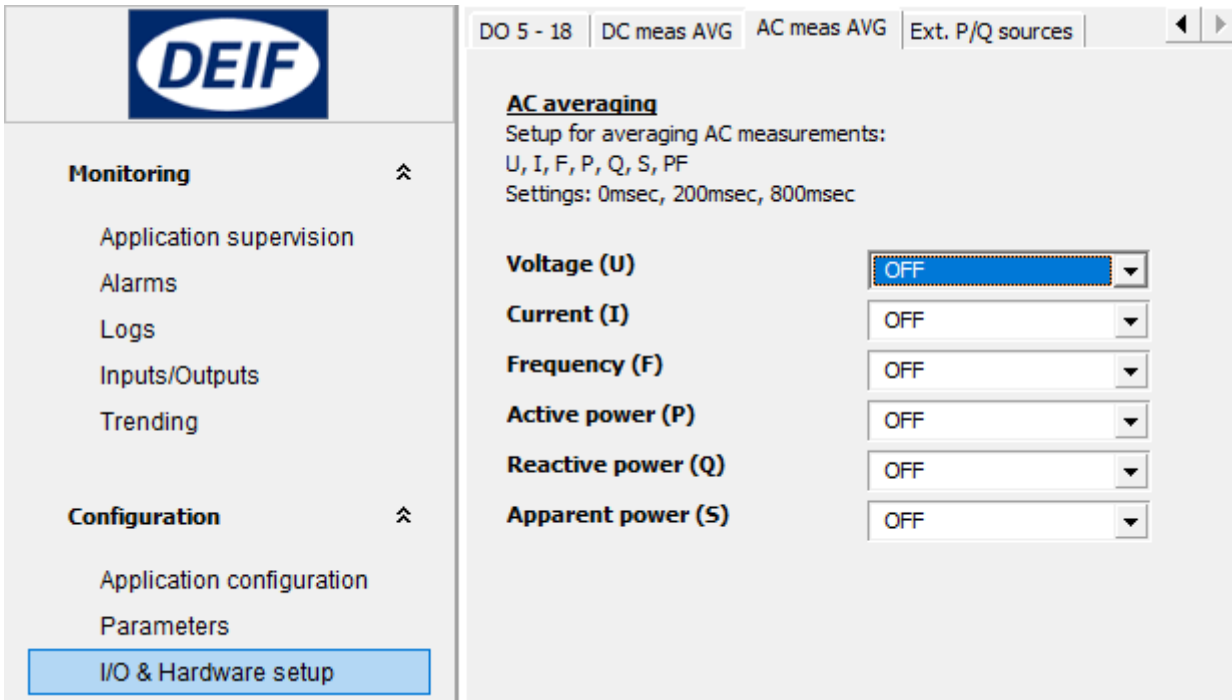 DEIF
Monitoring
Application supervision
Alarms
Logs
Inputs/Outputs
Trending
Configuration
Application configuration
Parameters
I/O & Hardware setup
DO 5 - 18 DC meas AVG AC meas AVG Ext. P/Q sources
AC averaging
Setup for averaging AC measurements:
U, I, F, P, Q, S, PF
Settings: 0msec, 200msec, 800msec
Voltage (U) OFF
Current (I) OFF
Frequency (F) OFF
Active power (P) OFF
Reactive power (Q) OFF
Apparent power (S) OFF